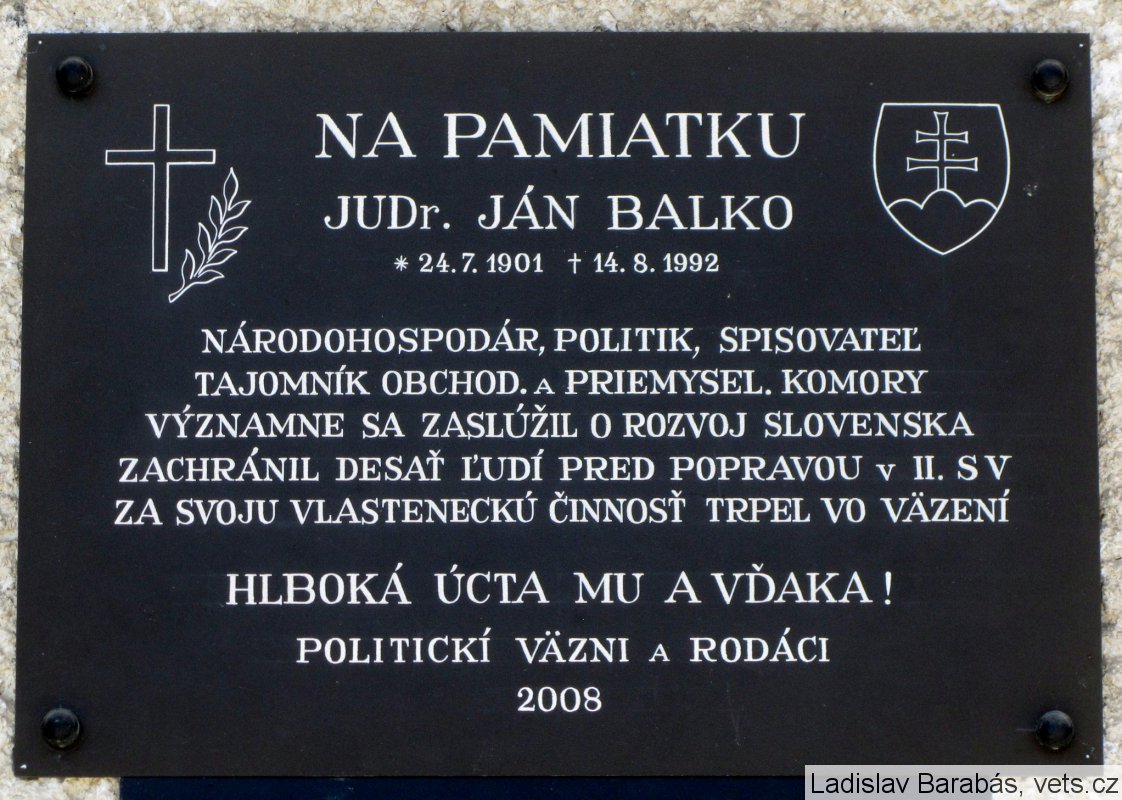 NA PAMIATKU
JUDr. JÁN BALKO
* 24.7.1901 † 14.8.1992
NÁRODOHOSPODÁR, POLITIK, SPISOVATEĽ
TAJOMNÍK OBCHOD. A PRIEMYSEL. KOMORY
VÝZNAMNE SA ZASLÚŽIL O ROZVOJ SLOVENSKA
ZACHRÁNIL DESAŤ ĽUDÍ PRED POPRAVOU V II. S V
ZA SVOJU VLASTENECKÚ ČINNOSŤ TRPEL VO VÄZENÍ
HLBOKÁ ÚCTA MU A VĎAKA!
POLITICKÍ VÄZNI A RODÁCI
2008
Ladislav Barabás, vets.cz